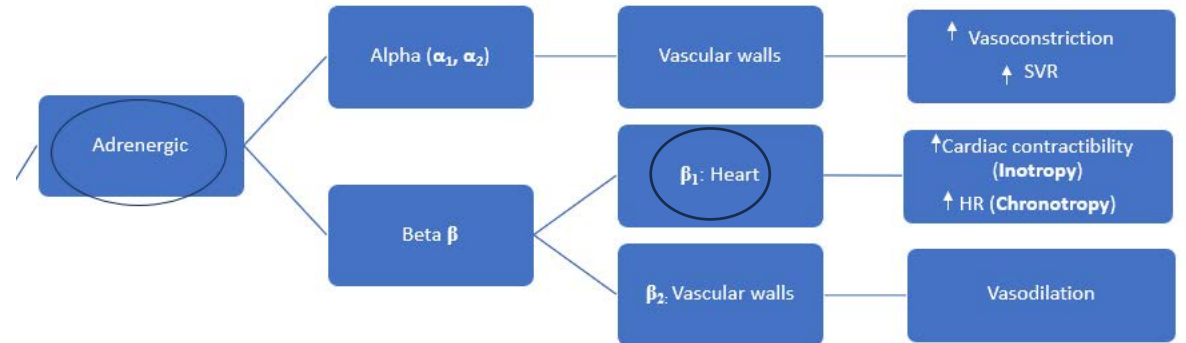 Adrenergic
Alpha (α₁, α₂)
Vascular walls
Vasoconstriction
SVR
Beta β
β₁: Heart
Cardiac contractibility
(Inotropy)
HR (Chronotropy)
β₂: Vascular walls
Vasodilation